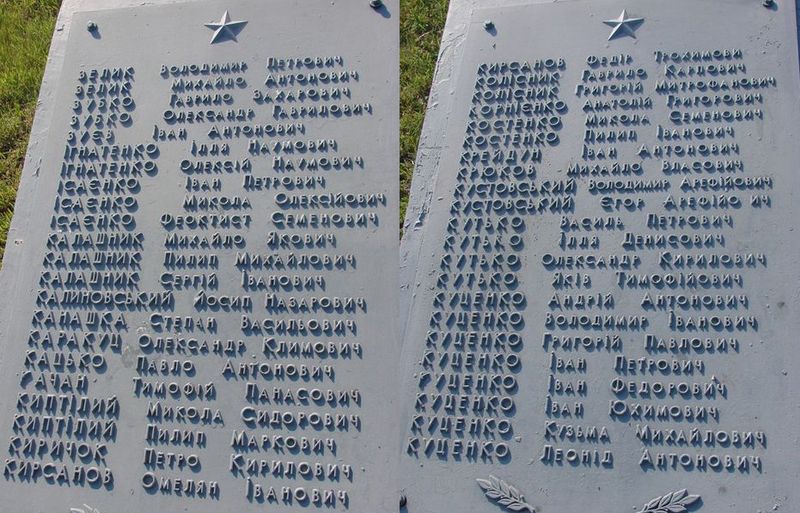 ЗЕЛИК ВОЛОДИМИР ПЕТРОВИЧ
ЗЕЛИК МИХАЙЛО АНТОНОВИЧ
ЗУБКО ГАВРИЛО ЗАХАРОВИЧ
ЗУБКО ОЛЕКСАНДР ГАВРИЛОВИЧ
ЗУЄВ ІВАН АНТОНОВИЧ
ІГНАТЕНКО ІЛЛЯ НАУМОВИЧ
ІГНАТЕНКО ОЛЕКСІЙ НАУМОВИЧ
ІСАЄНКО ІВАН ПЕТРОВИЧ
ІСАЄНКО МИКОЛА ОЛЕКСІЙОВИЧ
ІСАЄНКО ФЕОКТИСТ СЕМЕНОВИЧ
КАЛАШНИК МИХАЙЛО ЯКОВИЧ
КАЛАШНИК ПИЛИП МИХАЙЛОВИЧ
КАЛАШНИК СЕРГІЙ ІВАНОВИЧ
КАЛИНОВСЬКИЙ ЙОСИП НАЗАРОВИЧ
КАНАШКА СТЕПАН ВАСИЛЬОВИЧ
КАРАКУЦ ОЛЕКСАНДР КЛИМОВИЧ
КАЦЬКО ПАВЛО АНТОНОВИЧ
КАЧАН ТИМОФІЙ ПАНАСОВИЧ
КИПТІЛИЙ МИКОЛА СИДОРОВИЧ
КИПТІЛИЙ ПИЛИП МАРКОВИЧ
КИРИЧОК ПЕТРО КИРИЛОВИЧ
КИРСАНОВ ОМЕЛЯН ІВАНОВИЧ
КИРСАНОВ ФЕДІР ТРОХИМОВИ
КОЛІСНИК ГАВРИЛО КАРПОВИЧ
КОЛІСНИК ГРИГОРІЙ МИТРОФАНОВИЧ
КОРНІЄНКО АНАТОЛІЙ ГРИГОРОВИЧ
КОСТЕНКО МИКОЛА СЕМЕНОВИЧ
КОСТЕНКО ПИЛИП ІВАНОВИЧ
КРЕЙДУН ІВАН АНТОНОВИЧ
КРЮКОВ МИХАЙЛО ВЛАСОВИЧ
КУСТОВСЬКИЙ ВОЛОДИМИР АРЕФІЙОВИЧ
КУСТОВСЬКИЙ ЄГОР АРЕФІЙОВИЧ
КУТЬКО ВАСИЛЬ ПЕТРОВИЧ
КУТЬКО ІЛЛЯ ДЕНИСОВИЧ
КУТЬКО ОЛЕКСАНДР КИРИЛОВИЧ
КУТЬКО ЯКІВ ТИМОФІЙОВИЧ
КУЦЕНКО АНДРІЙ АНТОНОВИЧ
КУЦЕНКО ВОЛОДИМИР ІВАНОВИЧ
КУЦЕНКО ГРИГОРІЙ ПАВЛОВИЧ
КУЦЕНКО ІВАН ПЕТРОВИЧ
КУЦЕНКО ІВАН ФЕДОРОВИЧ
КУЦЕНКО ІВАН ЮХИМОВИЧ
КУЦЕНКО КУЗЬМА МИХАЙЛОВИЧ
КУЦЕНКО ЛЕОНІД АНТОНОВИЧ